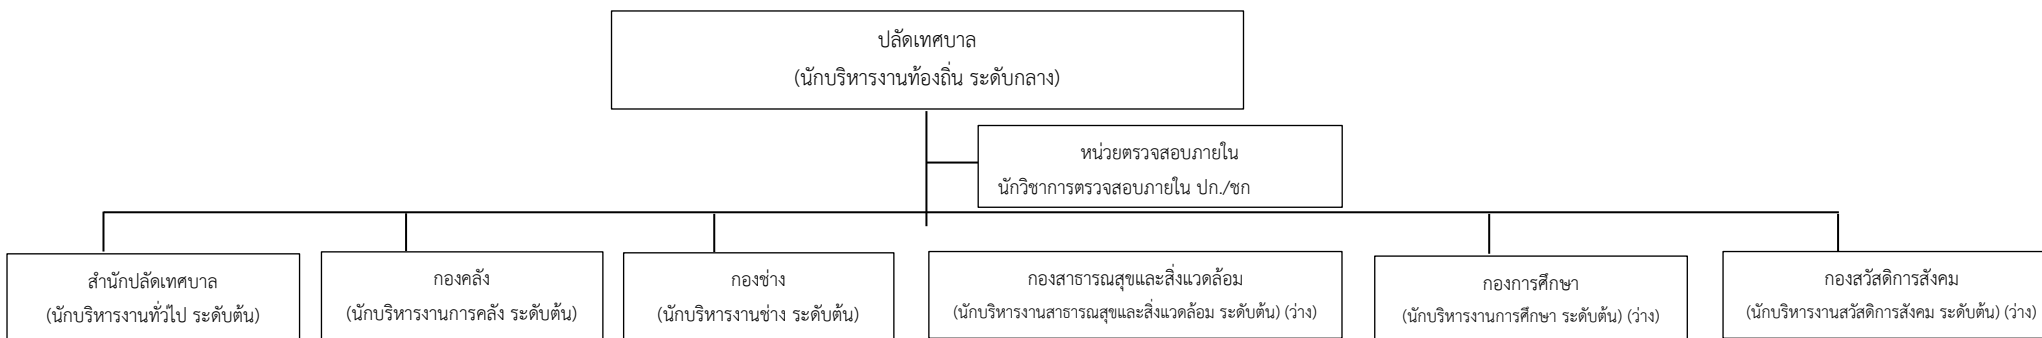 ปลัดเทศบาล
(นักบริหารงานท้องถิ่น ระดับกลาง)
หน่วยตรวจสอบภายใน
นักวิชาการตรวจสอบภายใน ปก./ชก
สำนักปลัดเทศบาล
(นักบริหารงานทั่วไป ระดับต้น)
กองคลัง
(นักบริหารงานการคลัง ระดับต้น)
กองช่าง
(นักบริหารงานช่าง ระดับต้น)
กองสาธารณสุขและสิ่งแวดล้อม
(นักบริหารงานสาธารณสุขและสิ่งแวดล้อม ระดับต้น) (ว่าง)
กองการศึกษา
(นักบริหารงานการศึกษา ระดับต้น) (ว่าง)
กองสวัสดิการสังคม
(นักบริหารงานสวัสดิการสังคม ระดับต้น) (ว่าง)